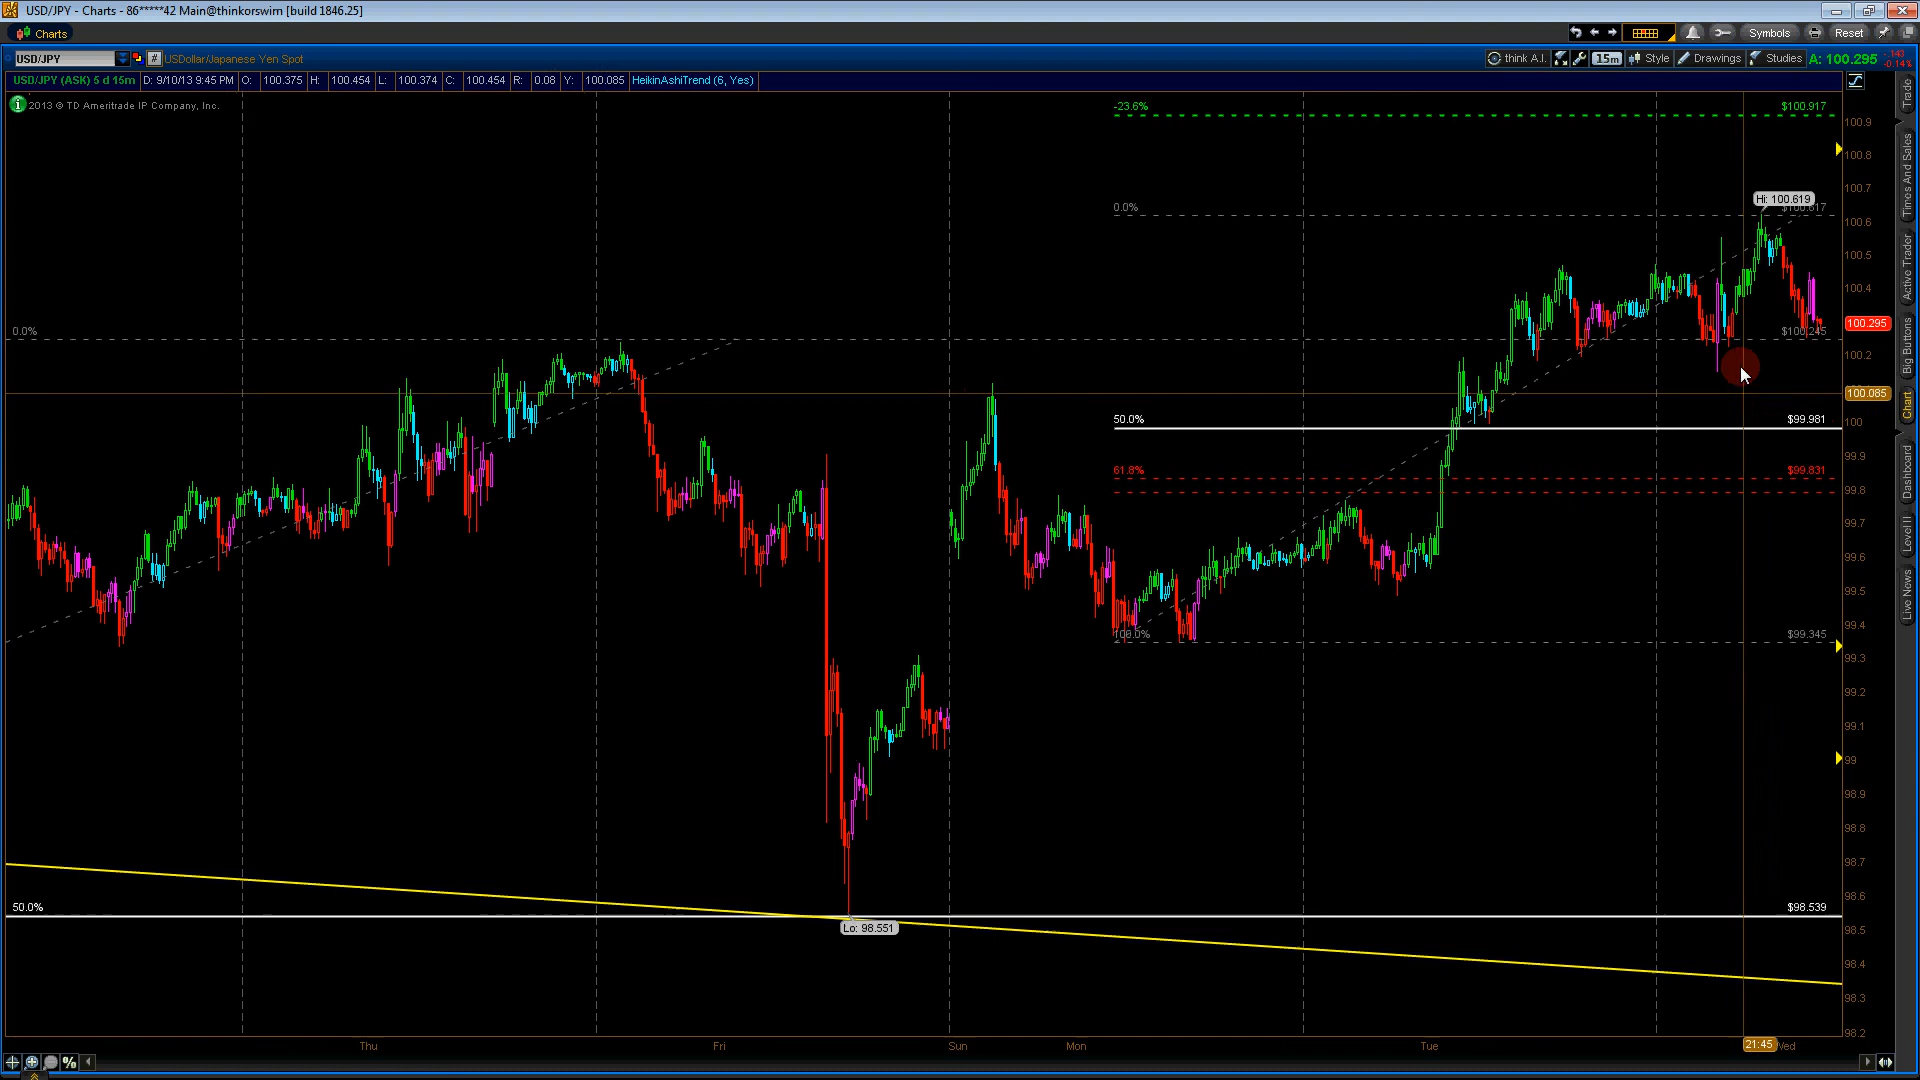 USD/JPY - Charts - 86*****42 Main@thinkorswim [build 1846.25]
Charts
Symbols
Reset
USD/JPY
#
USDollar/Japanese Yen Spot
think A.I.
15m
Style
Drawings
Studies
A: 100.295
-.143
-0.14%
USD/JPY (ASK) 5 d 15m
D: 9/10/13 9:45 PM
O: 100.375
H: 100.454
L: 100.374
C: 100.454
R: 0.08
Y: 100.085
HeikinAshiTrend (6, Yes)
2013 © TD Ameritrade IP Company, Inc.
-23.6%
$100.917
Hi: 100.619
0.0%
$100.617
0.0%
$100.245
50.0%
$99.981
61.8%
$99.831
100.0%
$99.345
50.0%
$98.539
Lo: 98.551
100.9
100.8
100.7
100.6
100.5
100.4
100.295
100.2
100.085
100
99.9
99.8
99.7
99.6
99.5
99.4
99.3
99.2
99.1
99
98.9
98.8
98.7
98.6
98.5
98.4
98.3
98.2
Trade
Times And Sales
Active Trader
Big Buttons
Chart
Dashboard
Level II
Live News
Thu
Fri
Sun
Mon
Tue
21:45
Wed
%